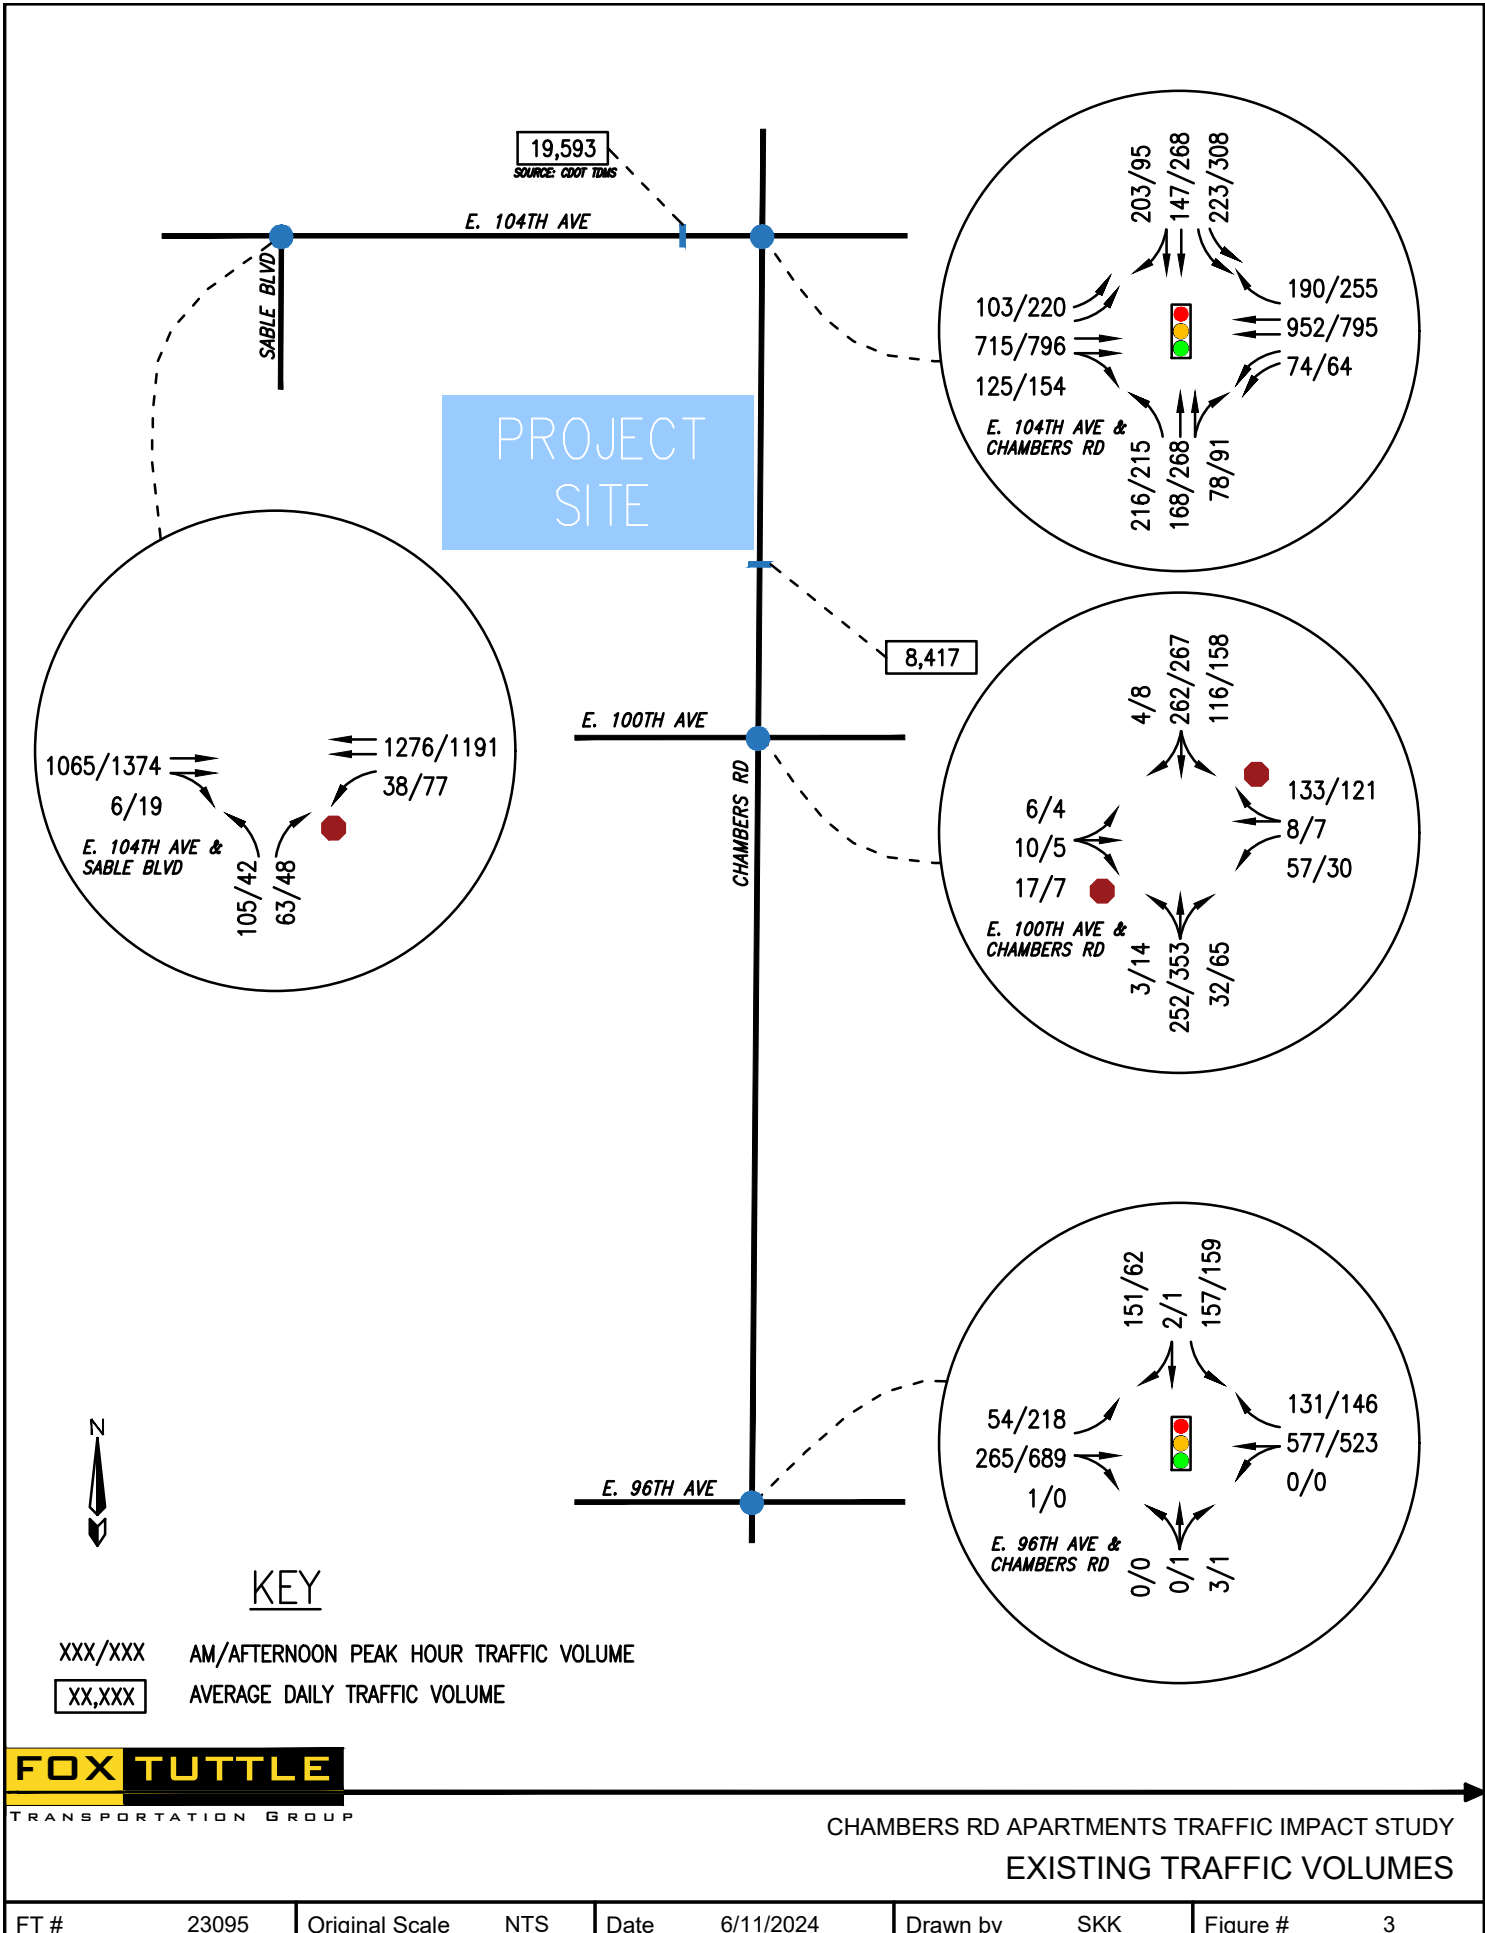 19,593
SOURCE: CDOT TDMS
E. 104TH AVE
SABLE BLVD
203/95
147/268
223/308
103/220
715/796
125/154
190/255
952/795
74/64
E. 104TH AVE &
CHAMBERS RD
216/215
168/268
78/91
PROJECT
SITE
8,417
E. 100TH AVE
CHAMBERS RD
1065/1374
6/19
1276/1191
38/77
E. 104TH AVE &
SABLE BLVD
105/42
63/48
4/8
262/267
116/158
6/4
10/5
17/7
133/121
8/7
57/30
E. 100TH AVE &
CHAMBERS RD
3/14
252/353
32/65
151/62
2/1
157/159
54/218
265/689
1/0
131/146
577/523
0/0
E. 96TH AVE
E. 96TH AVE &
CHAMBERS RD
0/0
0/1
3/1
N
KEY
XXX/XXX AM/AFTERNOON PEAK HOUR TRAFFIC VOLUME
XX,XXX AVERAGE DAILY TRAFFIC VOLUME
FOX TUTTLE
TRANSPORTATION GROUP
CHAMBERS RD APARTMENTS TRAFFIC IMPACT STUDY
EXISTING TRAFFIC VOLUMES
FT # 23095 Original Scale NTS Date 6/11/2024 Drawn by SKK Figure # 3